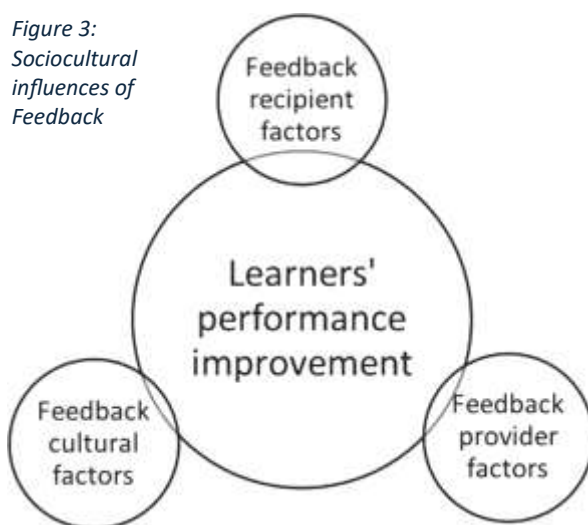 Figure 3:
Sociocultural
influences of
Feedback
Feedback
recipient
factors
Learners'
performance
improvement
Feedback
cultural
factors
Feedback
provider
factors